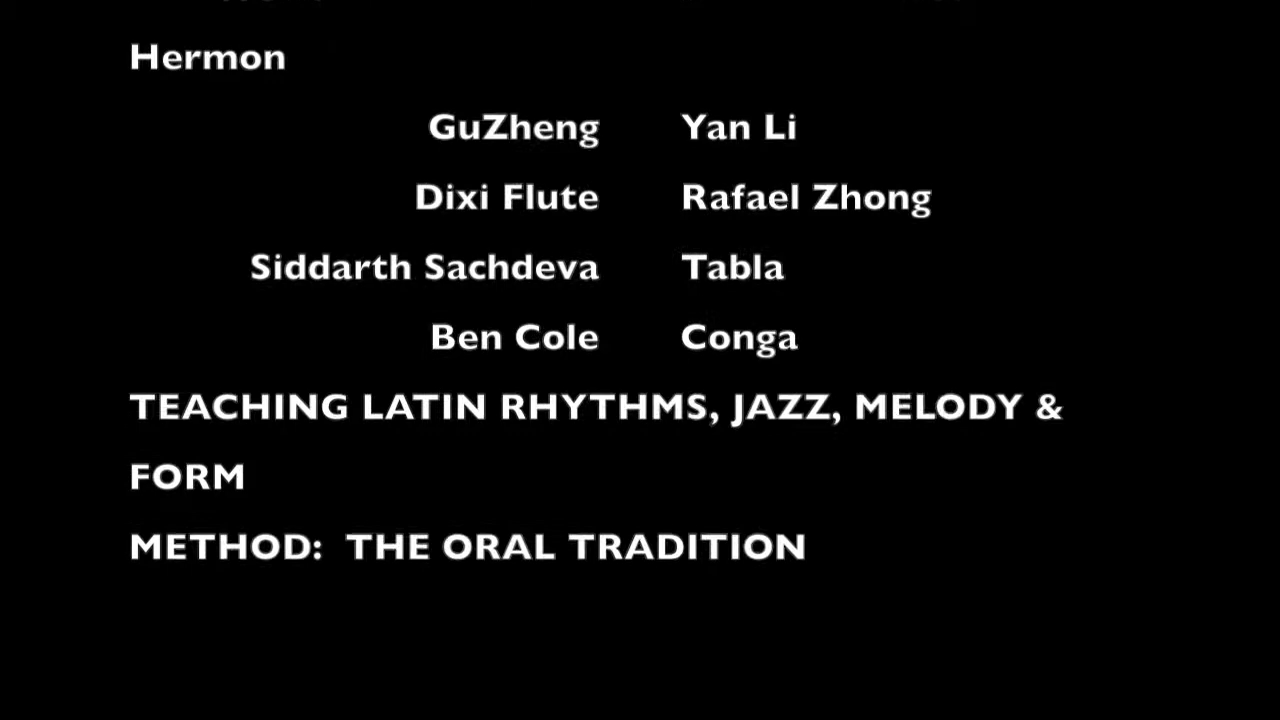 Hermon
GuZheng Yan Li
Dixi Flute Rafael Zhong
Siddarth Sachdeva Tabla
Ben Cole Conga
TEACHING LATIN RHYTHMS, JAZZ, MELODY &
FORM
METHOD: THE ORAL TRADITION